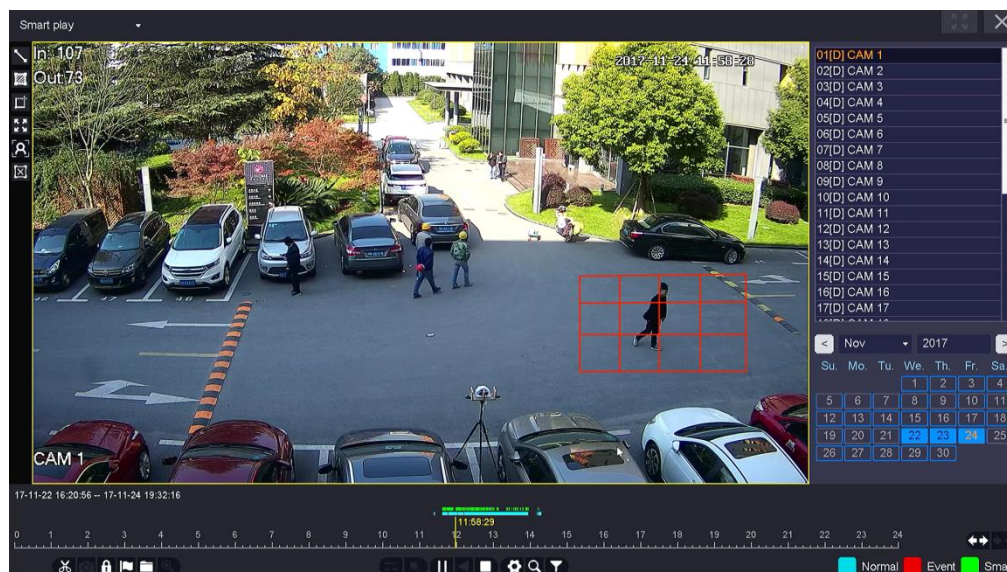 Smart play
In: 107
Out:73
2017-11-24 11-58-28
CAM 1
01[D] CAM 1
02[D] CAM 2
03[D] CAM 3
04[D] CAM 4
05[D] CAM 5
06[D] CAM 6
07[D] CAM 7
08[D] CAM 8
09[D] CAM 9
10[D] CAM 10
11[D] CAM 11
12[D] CAM 12
13[D] CAM 13
14[D] CAM 14
15[D] CAM 15
16[D] CAM 16
17[D] CAM 17
< Nov 2017 >
Su. Mo. Tu. We. Th. Fr. Sa.
1 2 3 4
5 6 7 8 9 10 11
12 13 14 15 16 17 18
19 20 21 22 23 24 25
26 27 28 29 30
17-11-22 16:20:56 -- 17-11-24 19:32:16
11:58:29
0 1 2 3 4 5 6 7 8 9 10 11 12 13 14 15 16 17 18 19 20 21 22 23 24
Normal Event Sma